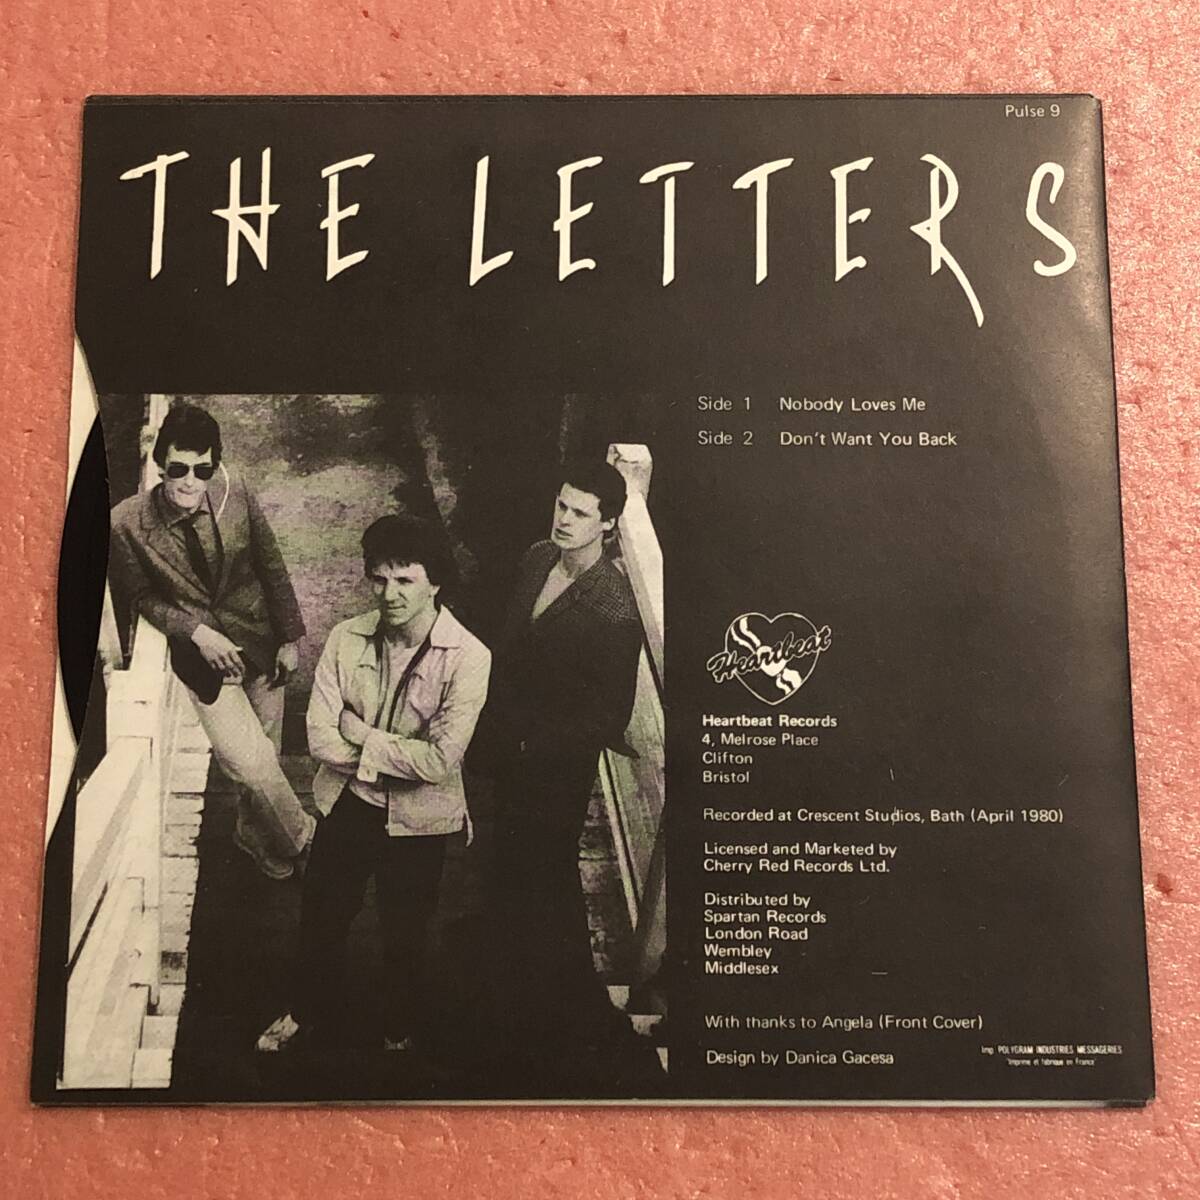 Pulse 9
THE LETTERS
Side 1 Nobody Loves Me
Side 2 Don't Want You Back
Heartbeat
Heartbeat Records
4, Melrose Place
Clifton
Bristol
Recorded at Crescent Studios, Bath (April 1980)
Licensed and Marketed by
Cherry Red Records Ltd.
Distributed by
Spartan Records
London Road
Wembley
Middlesex
With thanks to Angela (Front Cover)
Design by Danica Gacesa
Imp. POLYGRAM INDUSTRIES MESSAGERIES
"Imprimé et fabriqué en France"